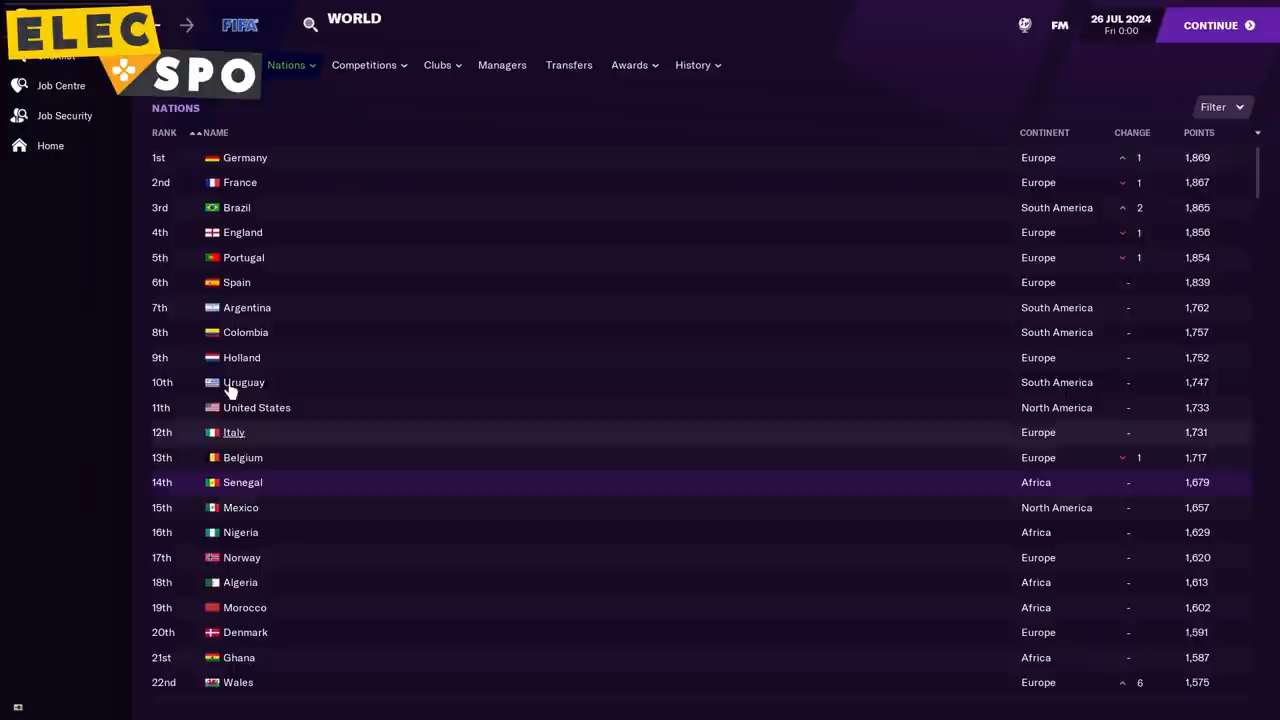 ELEC
SPO
FIFA
WORLD
FM
26 JUL 2024
Fri 0:00
CONTINUE
Nations
Competitions
Clubs
Managers
Transfers
Awards
History
Job Centre
Job Security
Home
NATIONS
Filter
RANK NAME CONTINENT CHANGE POINTS
1st Germany Europe 1 1,869
2nd France Europe 1 1,867
3rd Brazil South America 2 1,865
4th England Europe 1 1,856
5th Portugal Europe 1 1,854
6th Spain Europe - 1,839
7th Argentina South America - 1,762
8th Colombia South America - 1,757
9th Holland Europe - 1,752
10th Uruguay South America - 1,747
11th United States North America - 1,733
12th Italy Europe - 1,731
13th Belgium Europe 1 1,717
14th Senegal Africa - 1,679
15th Mexico North America - 1,657
16th Nigeria Africa - 1,629
17th Norway Europe - 1,620
18th Algeria Africa - 1,613
19th Morocco Africa - 1,602
20th Denmark Europe - 1,591
21st Ghana Africa - 1,587
22nd Wales Europe 6 1,575